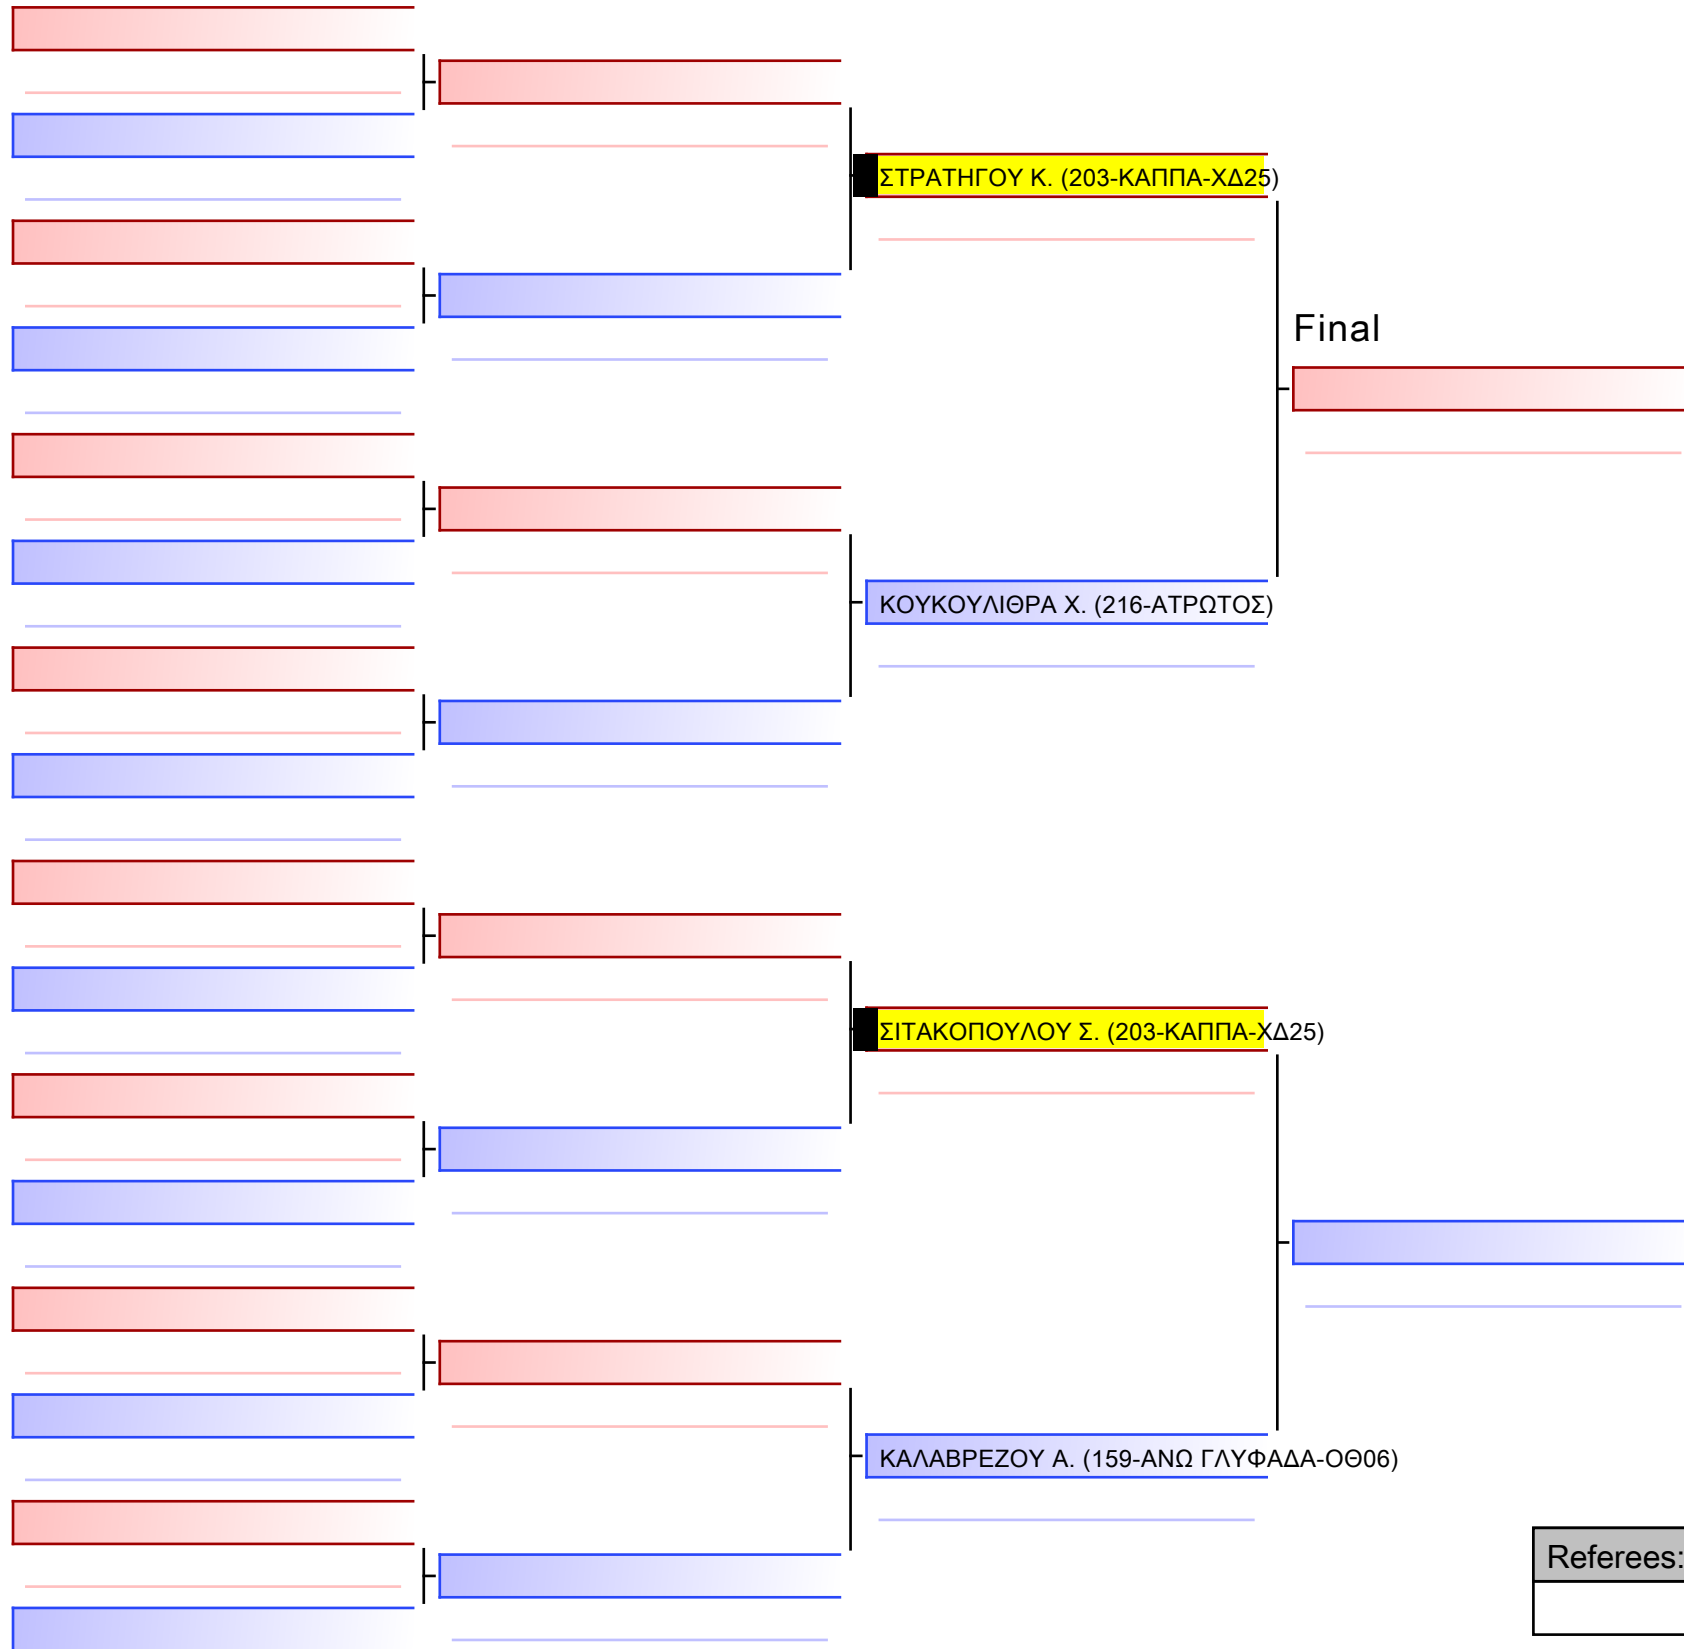 ΣΤΡΑΤΗΓΟΥ Κ. (203-ΚΑΠΠΑ-ΧΔ25)
Final
ΚΟΥΚΟΥΛΙΘΡΑ Χ. (216-ΑΤΡΩΤΟΣ)
ΣΙΤΑΚΟΠΟΥΛΟΥ Σ. (203-ΚΑΠΠΑ-ΧΔ25)
ΚΑΛΑΒΡΕΖΟΥ Α. (159-ΑΝΩ ΓΛΥΦΑΔΑ-ΟΘ06)
Referees: